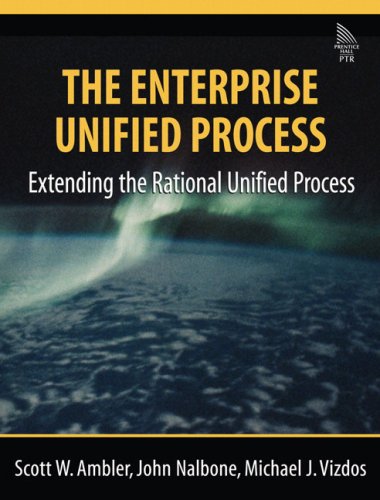 PRENTICE HALL
PTR
THE ENTERPRISE
UNIFIED PROCESS
Extending the Rational Unified Process
Scott W. Ambler, John Nalbone, Michael J. Vizdos